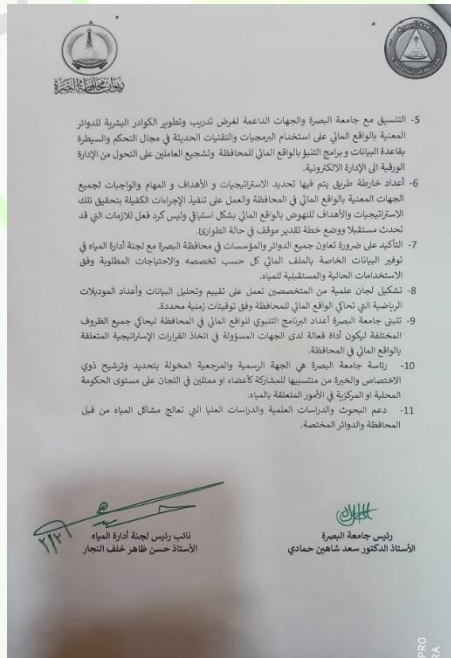 ديوان محافظة البصرة
5- التنسيق مع جامعة البصرة والجهات الداعمة لغرض تدريب وتطوير الكوادر البشرية للدوائر
المعنية بالواقع المائي على استخدام البرمجيات والتقنيات الحديثة في مجال التحكم والسيطرة
بقاعدة البيانات و برامج التنبؤ بالواقع المائي للمحافظة وتشجيع العاملين على التحول من الإدارة
الورقية الى الإدارة الالكترونية.
6- أعداد خارطة طريق يتم فيها تحديد الاستراتيجيات و الأهداف و المهام والواجبات لجميع
الجهات المعنية بالواقع المائي في المحافظة والعمل على تنفيذ الإجراءات الكفيلة بتحقيق تلك
الاستراتيجيات والأهداف للنهوض بالواقع المائي بشكل استباقي وليس كرد فعل للازمات التي قد
تحدث مستقبلا ووضع خطة تقدير موقف في حالة الطوارئ.
7- التأكيد على ضرورة تعاون جميع الدوائر والمؤسسات في محافظة البصرة مع لجنة أدارة المياه في
توفير البيانات الخاصة بالملف المائي كل حسب تخصصه والاحتياجات المطلوبة وفق
الاستخدامات الحالية والمستقبلية للمياه.
8- تشكيل لجان علمية من المتخصصين تعمل على تقييم وتحليل البيانات وأعداد الموديلات
الرياضية التي تحاكي الواقع المائي للمحافظة وفق توقيتات زمنية محددة.
9- تتبنى جامعة البصرة أعداد البرنامج التنبوي للواقع المائي في المحافظة ليحاكي جميع الظروف
المختلفة ليكون أداة فعالة لدى الجهات المسؤولة في اتخاذ القرارات الإستراتيجية المتعلقة
بالواقع المائي في المحافظة.
10- رئاسة جامعة البصرة هي الجهة الرسمية والمرجعية المخولة بتحديد وترشيح ذوي
الاختصاص والخبرة من منتسبيها للمشاركة كأعضاء او ممثلين في اللجان على مستوى الحكومة
المحلية او المركزية في الأمور المتعلقة بالمياه.
11- دعم البحوث والدراسات العلمية والدراسات العليا التي تعالج مشاكل المياه من قبل
المحافظة والدوائر المختصة.
رئيس جامعة البصرة
الأستاذ الدكتور سعد شاهين حمادي
نائب رئيس لجنة أدارة المياه
الأستاذ حسن ظاهر خلف النجار